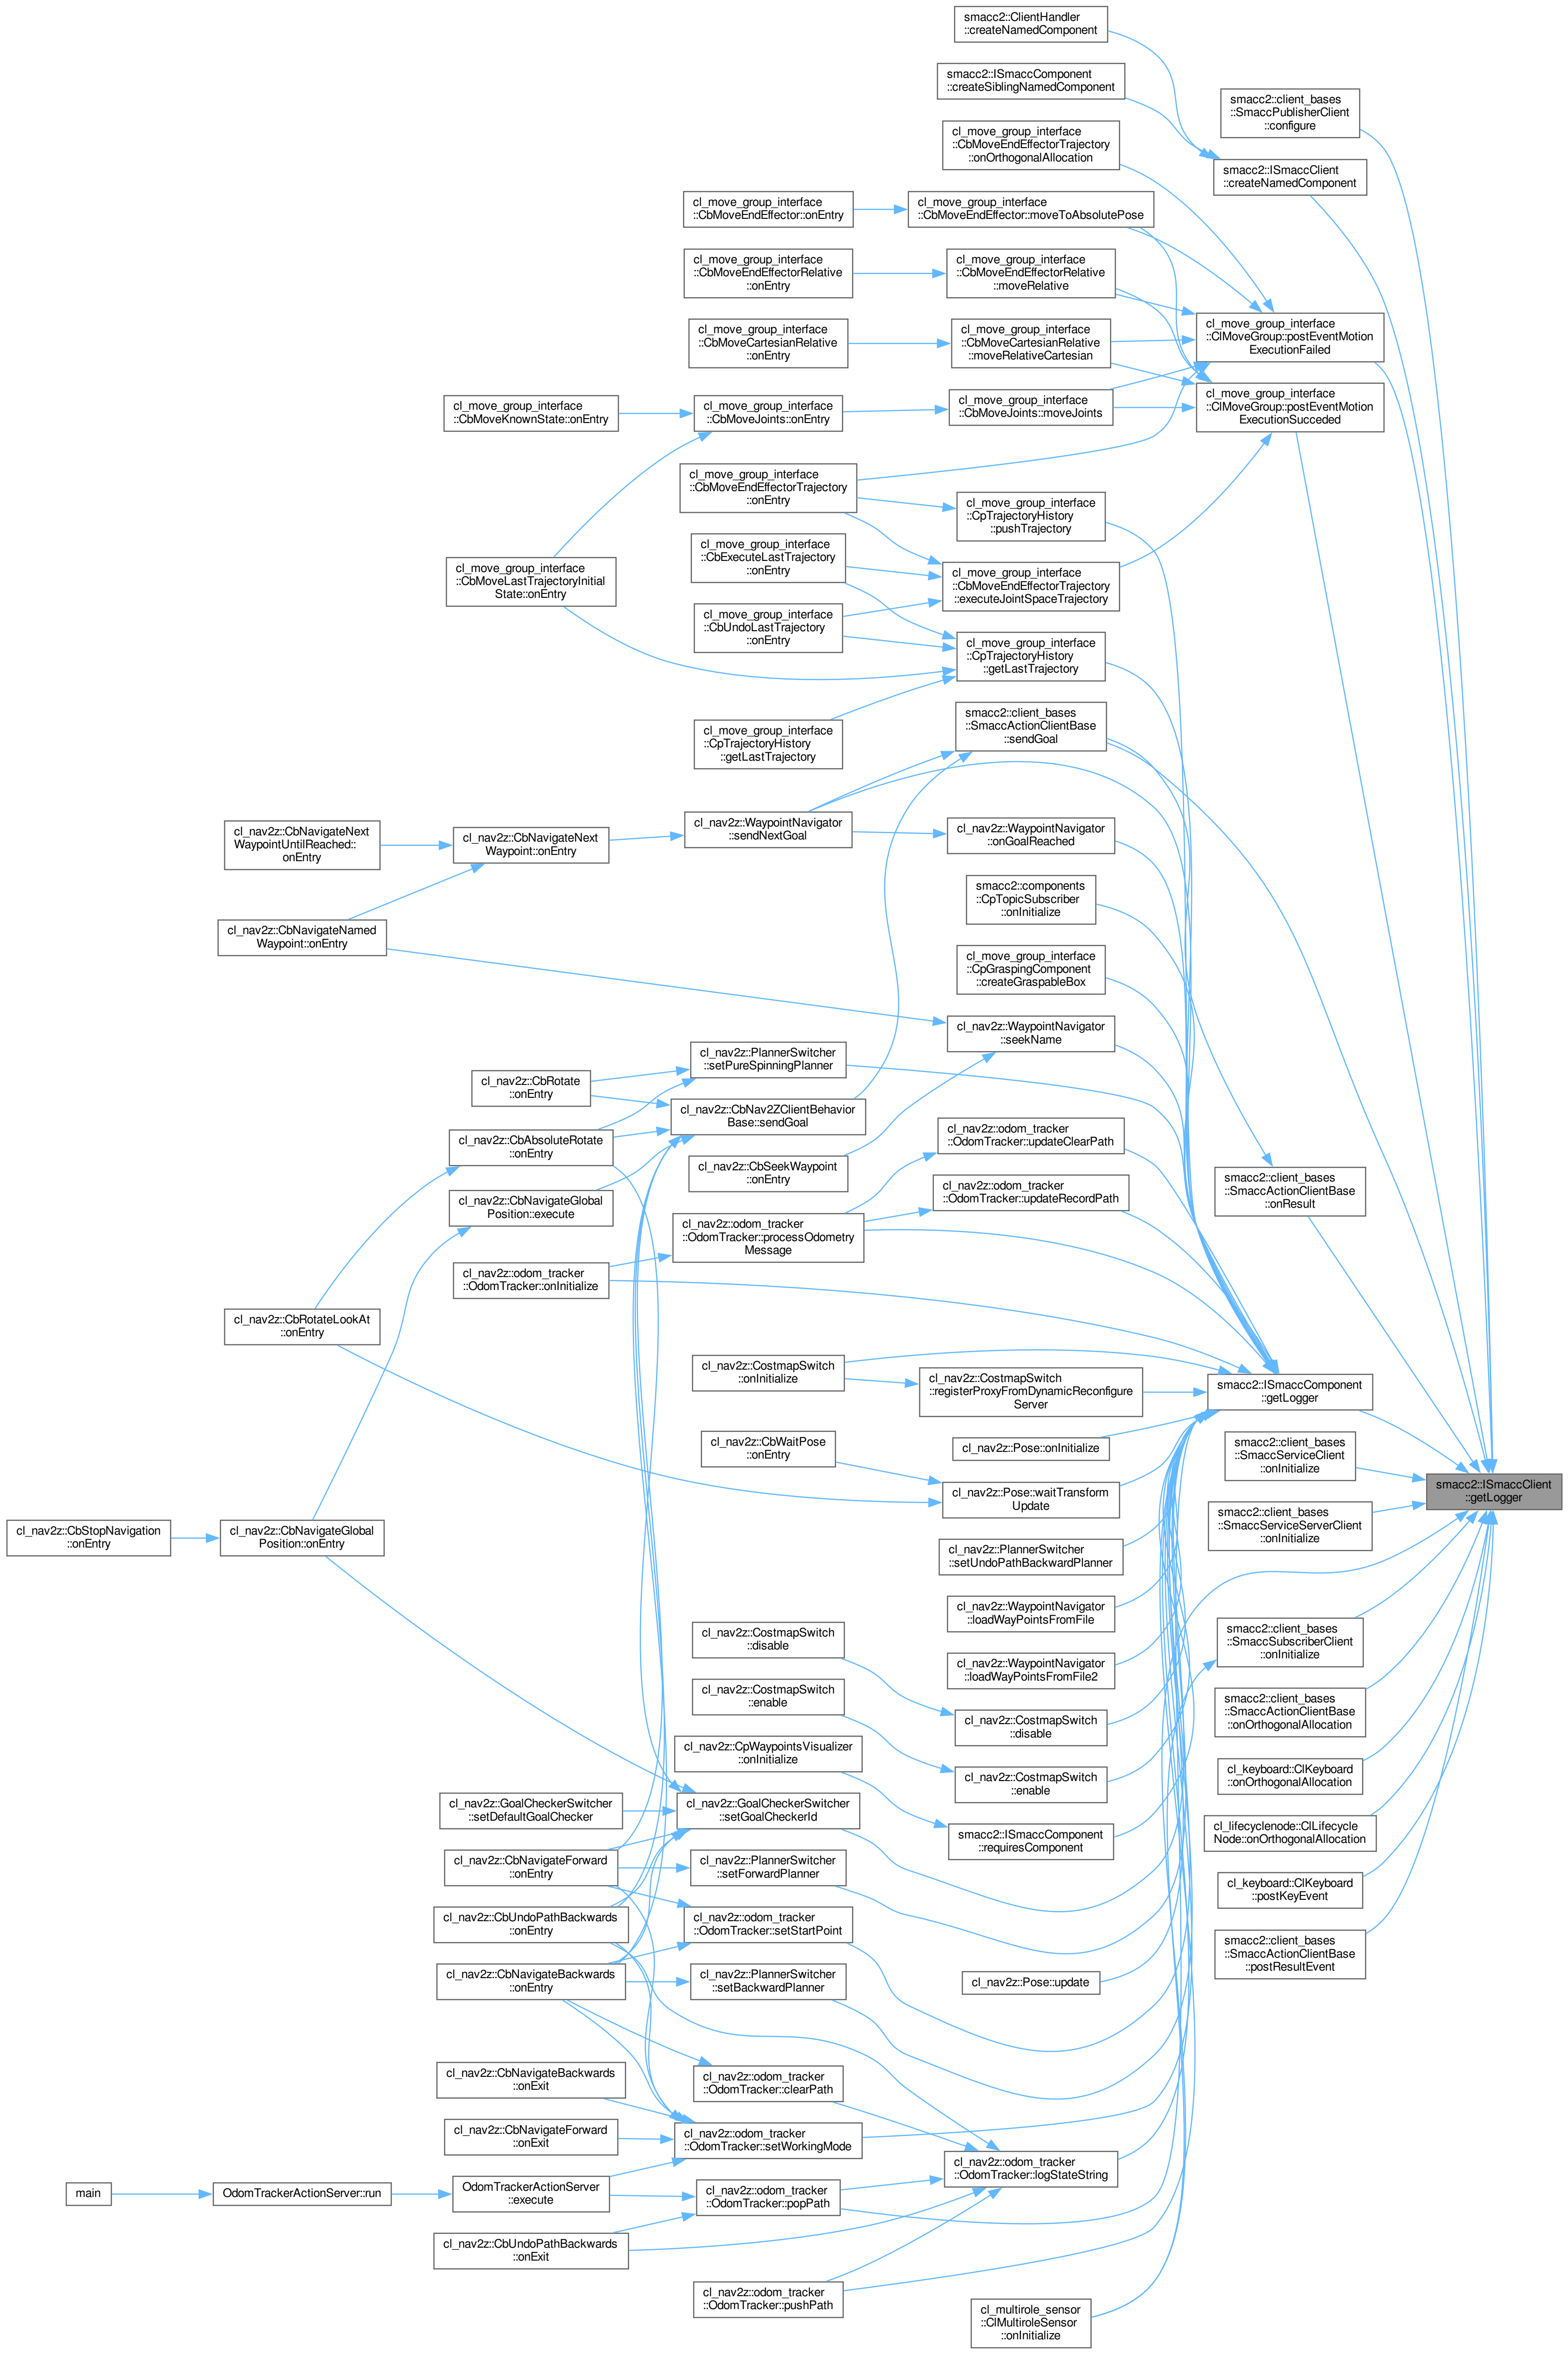 smacc2::ClientHandler
::createNamedComponent
smacc2::ISmaccComponent
::createSiblingNamedComponent
smacc2::client_bases
::SmaccPublisherClient
::configure
cl_move_group_interface
::CbMoveEndEffectorTrajectory
::onOrthogonalAllocation
smacc2::ISmaccClient
::createNamedComponent
cl_move_group_interface
::CbMoveEndEffector::onEntry
cl_move_group_interface
::CbMoveEndEffector::moveToAbsolutePose
cl_move_group_interface
::CbMoveEndEffectorRelative
::onEntry
cl_move_group_interface
::CbMoveEndEffectorRelative
::moveRelative
cl_move_group_interface
::CbMoveCartesianRelative
::onEntry
cl_move_group_interface
::CbMoveCartesianRelative
::moveRelativeCartesian
cl_move_group_interface
::ClMoveGroup::postEventMotion
ExecutionFailed
cl_move_group_interface
::CbMoveKnownState::onEntry
cl_move_group_interface
::CbMoveJoints::onEntry
cl_move_group_interface
::CbMoveJoints::moveJoints
cl_move_group_interface
::ClMoveGroup::postEventMotion
ExecutionSucceded
cl_move_group_interface
::CbMoveEndEffectorTrajectory
::onEntry
cl_move_group_interface
::CpTrajectoryHistory
::pushTrajectory
cl_move_group_interface
::CbExecuteLastTrajectory
::onEntry
cl_move_group_interface
::CbMoveLastTrajectoryInitial
State::onEntry
cl_move_group_interface
::CbMoveEndEffectorTrajectory
::executeJointSpaceTrajectory
cl_move_group_interface
::CbUndoLastTrajectory
::onEntry
cl_move_group_interface
::CpTrajectoryHistory
::getLastTrajectory
cl_move_group_interface
::CpTrajectoryHistory
::getLastTrajectory
smacc2::client_bases
::SmaccActionClientBase
::sendGoal
cl_nav2z::CbNavigateNext
WaypointUntilReached::
onEntry
cl_nav2z::CbNavigateNext
Waypoint::onEntry
cl_nav2z::WaypointNavigator
::sendNextGoal
cl_nav2z::WaypointNavigator
::onGoalReached
smacc2::components
::CpTopicSubscriber
::onInitialize
cl_nav2z::CbNavigateNamed
Waypoint::onEntry
cl_move_group_interface
::CpGraspingComponent
::createGraspableBox
cl_nav2z::WaypointNavigator
::seekName
cl_nav2z::PlannerSwitcher
::setPureSpinningPlanner
cl_nav2z::CbRotate
::onEntry
cl_nav2z::CbNav2ZClientBehavior
Base::sendGoal
cl_nav2z::CbAbsoluteRotate
::onEntry
cl_nav2z::odom_tracker
::OdomTracker::updateClearPath
cl_nav2z::CbSeekWaypoint
::onEntry
smacc2::client_bases
::SmaccActionClientBase
::onResult
cl_nav2z::CbNavigateGlobal
Position::execute
cl_nav2z::odom_tracker
::OdomTracker::updateRecordPath
cl_nav2z::odom_tracker
::OdomTracker::processOdometry
Message
cl_nav2z::odom_tracker
::OdomTracker::onInitialize
cl_nav2z::CbRotateLookAt
::onEntry
cl_nav2z::CostmapSwitch
::onInitialize
cl_nav2z::CostmapSwitch
::registerProxyFromDynamicReconfigure
Server
smacc2::ISmaccComponent
::getLogger
cl_nav2z::CbWaitPose
::onEntry
cl_nav2z::Pose::onInitialize
smacc2::client_bases
::SmaccServiceClient
::onInitialize
cl_nav2z::Pose::waitTransform
Update
smacc2::ISmaccClient
::getLogger
smacc2::client_bases
::SmaccServiceServerClient
::onInitialize
cl_nav2z::CbStopNavigation
::onEntry
cl_nav2z::CbNavigateGlobal
Position::onEntry
cl_nav2z::PlannerSwitcher
::setUndoPathBackwardPlanner
cl_nav2z::WaypointNavigator
::loadWayPointsFromFile
cl_nav2z::CostmapSwitch
::disable
smacc2::client_bases
::SmaccSubscriberClient
::onInitialize
cl_nav2z::WaypointNavigator
::loadWayPointsFromFile2
cl_nav2z::CostmapSwitch
::enable
smacc2::client_bases
::SmaccActionClientBase
::onOrthogonalAllocation
cl_nav2z::CostmapSwitch
::disable
cl_nav2z::CpWaypointsVisualizer
::onInitialize
cl_nav2z::CostmapSwitch
::enable
cl_keyboard::ClKeyboard
::onOrthogonalAllocation
cl_nav2z::GoalCheckerSwitcher
::setDefaultGoalChecker
cl_nav2z::GoalCheckerSwitcher
::setGoalCheckerId
smacc2::ISmaccComponent
::requiresComponent
cl_lifecyclenode::ClLifecycle
Node::onOrthogonalAllocation
cl_nav2z::CbNavigateForward
::onEntry
cl_nav2z::PlannerSwitcher
::setForwardPlanner
cl_keyboard::ClKeyboard
::postKeyEvent
cl_nav2z::CbUndoPathBackwards
::onEntry
cl_nav2z::odom_tracker
::OdomTracker::setStartPoint
smacc2::client_bases
::SmaccActionClientBase
::postResultEvent
cl_nav2z::CbNavigateBackwards
::onEntry
cl_nav2z::PlannerSwitcher
::setBackwardPlanner
cl_nav2z::Pose::update
cl_nav2z::CbNavigateBackwards
::onExit
cl_nav2z::odom_tracker
::OdomTracker::clearPath
cl_nav2z::CbNavigateForward
::onExit
cl_nav2z::odom_tracker
::OdomTracker::setWorkingMode
cl_nav2z::odom_tracker
::OdomTracker::logStateString
main
OdomTrackerActionServer::run
OdomTrackerActionServer
::execute
cl_nav2z::odom_tracker
::OdomTracker::popPath
cl_nav2z::CbUndoPathBackwards
::onExit
cl_nav2z::odom_tracker
::OdomTracker::pushPath
cl_multirole_sensor
::ClMultiroleSensor
::onInitialize